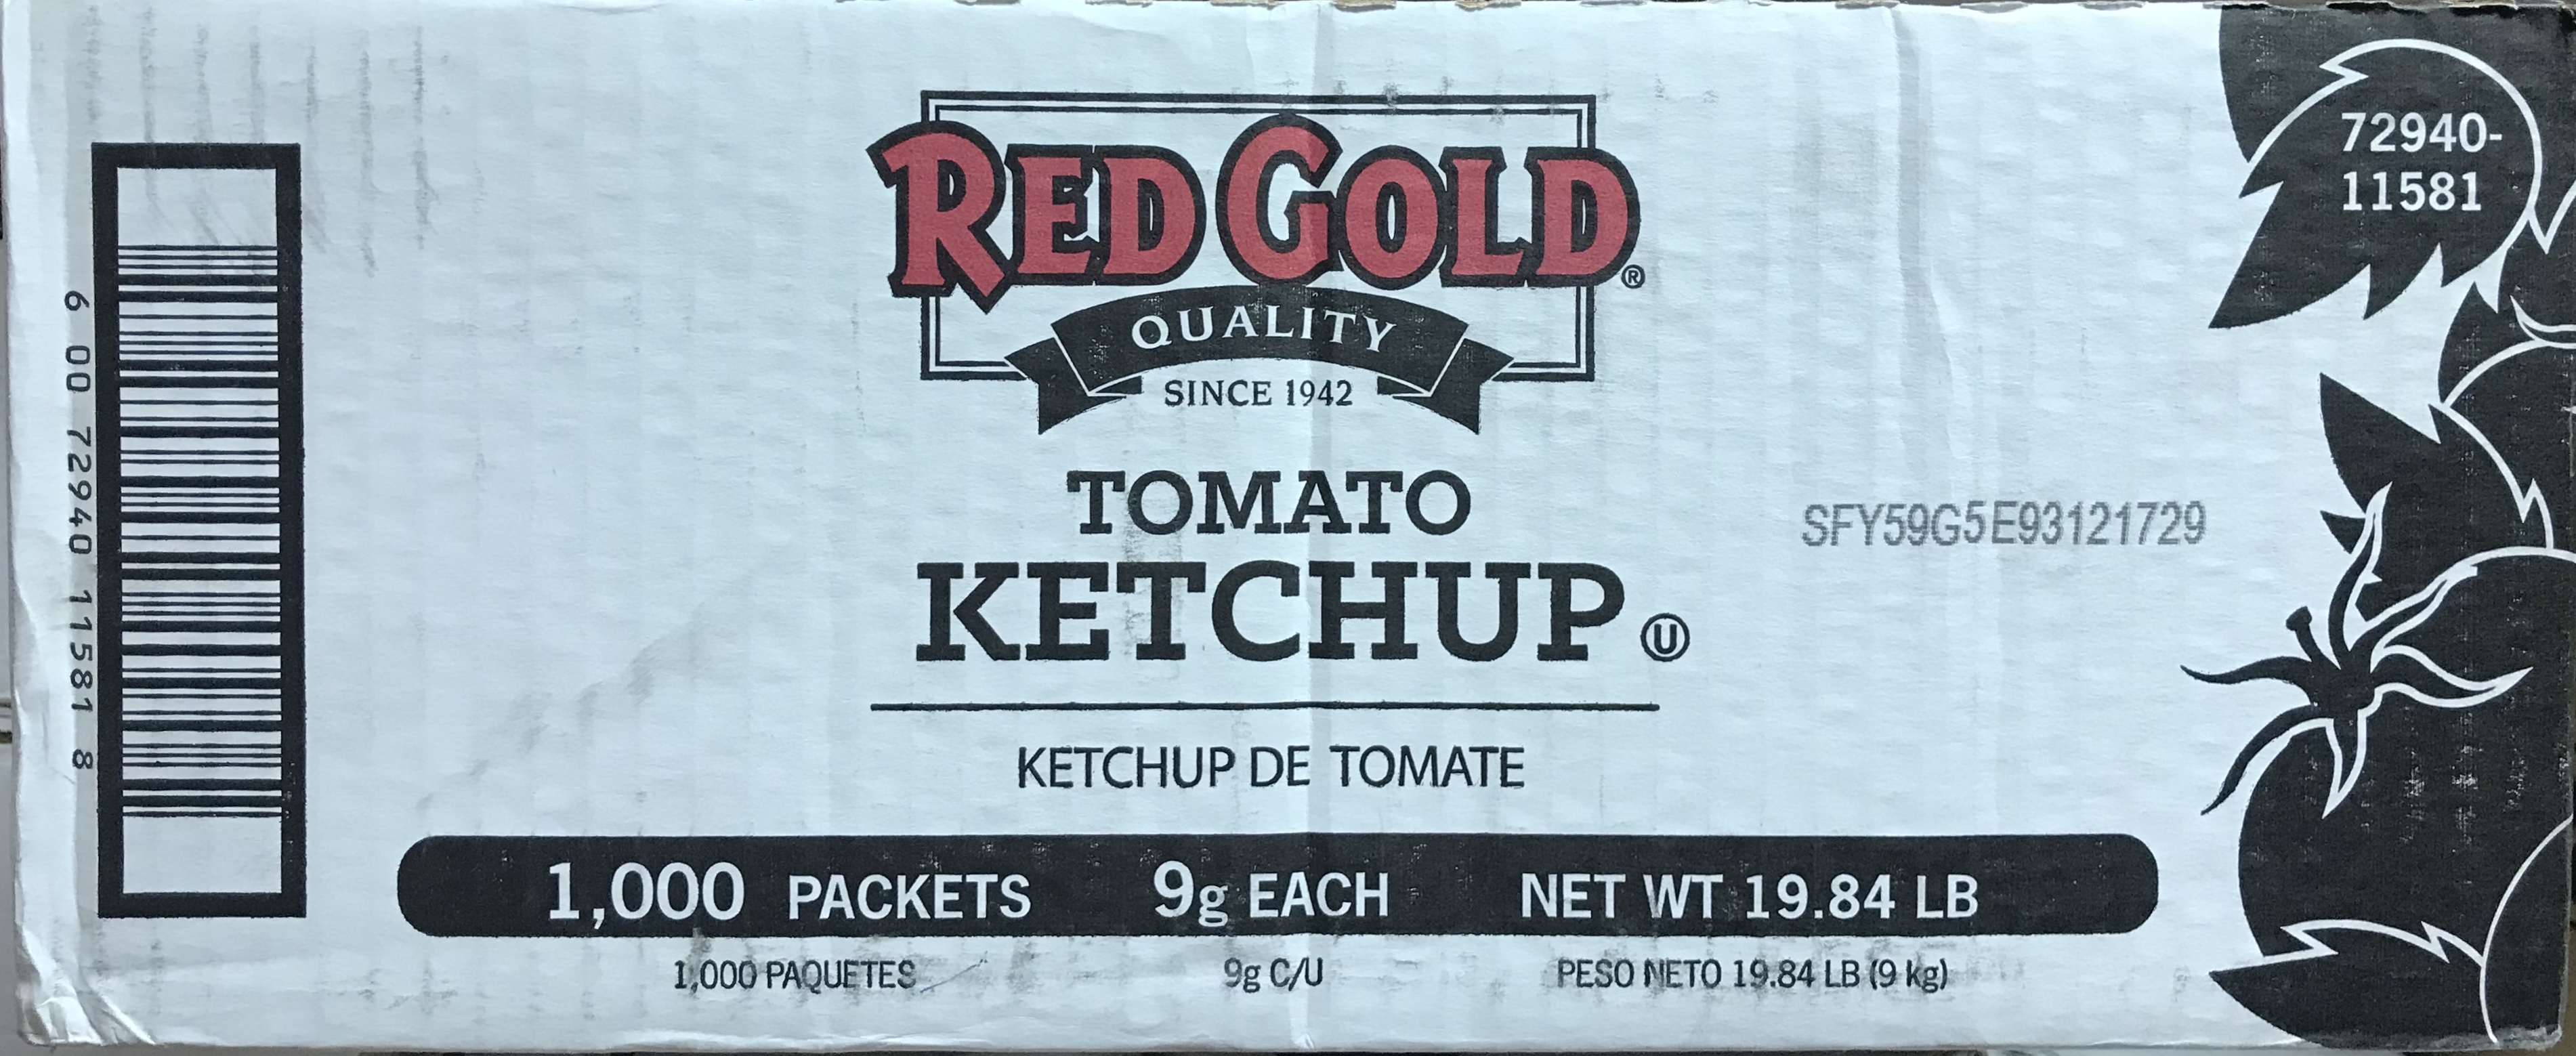 72940-
11581
RED GOLD®
QUALITY
SINCE 1942
TOMATO
KETCHUP Ⓤ
SFY59G5E93121729
KETCHUP DE TOMATE
1,000 PACKETS 9g EACH NET WT 19.84 LB
1,000 PAQUETES 9g C/U PESO NETO 19.84 LB (9 kg)
6 00 72940 11581 8